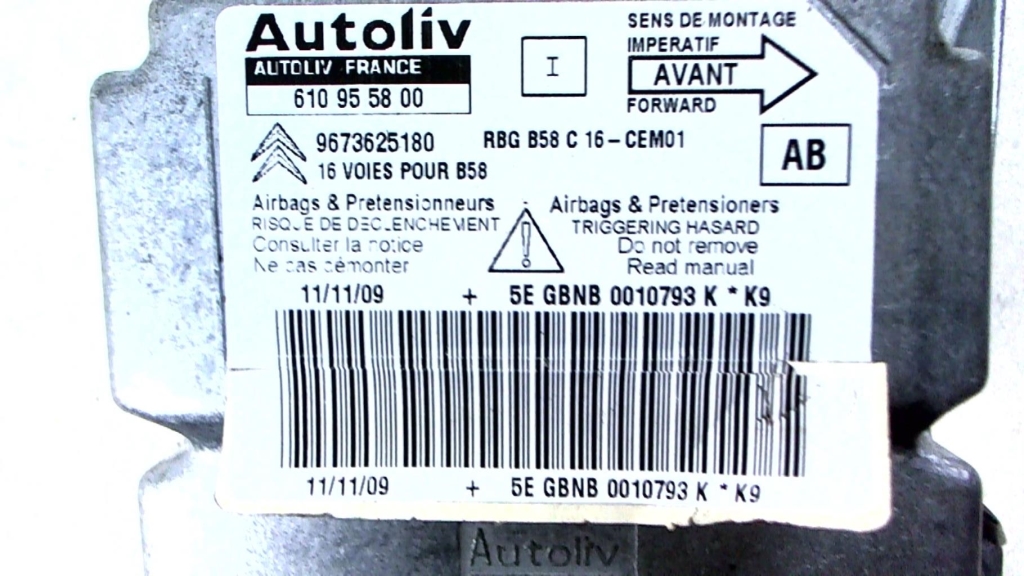 Autoliv
AUTOLIV FRANCE
610 95 58 00
I
SENS DE MONTAGE
IMPERATIF
AVANT
FORWARD
9673625180
RBG B58 C 16-CEM01
16 VOIES POUR B58
AB
Airbags & Pretensionneurs
RISQUE DE DECLENCHEMENT
Consulter la notice
Ne pas démonter
Airbags & Pretensioners
TRIGGERING HASARD
Do not remove
Read manual
11/11/09 + 5E GBNB 0010793 K * K9
11/11/09 + 5E GBNB 0010793 K * K9
Autoliv